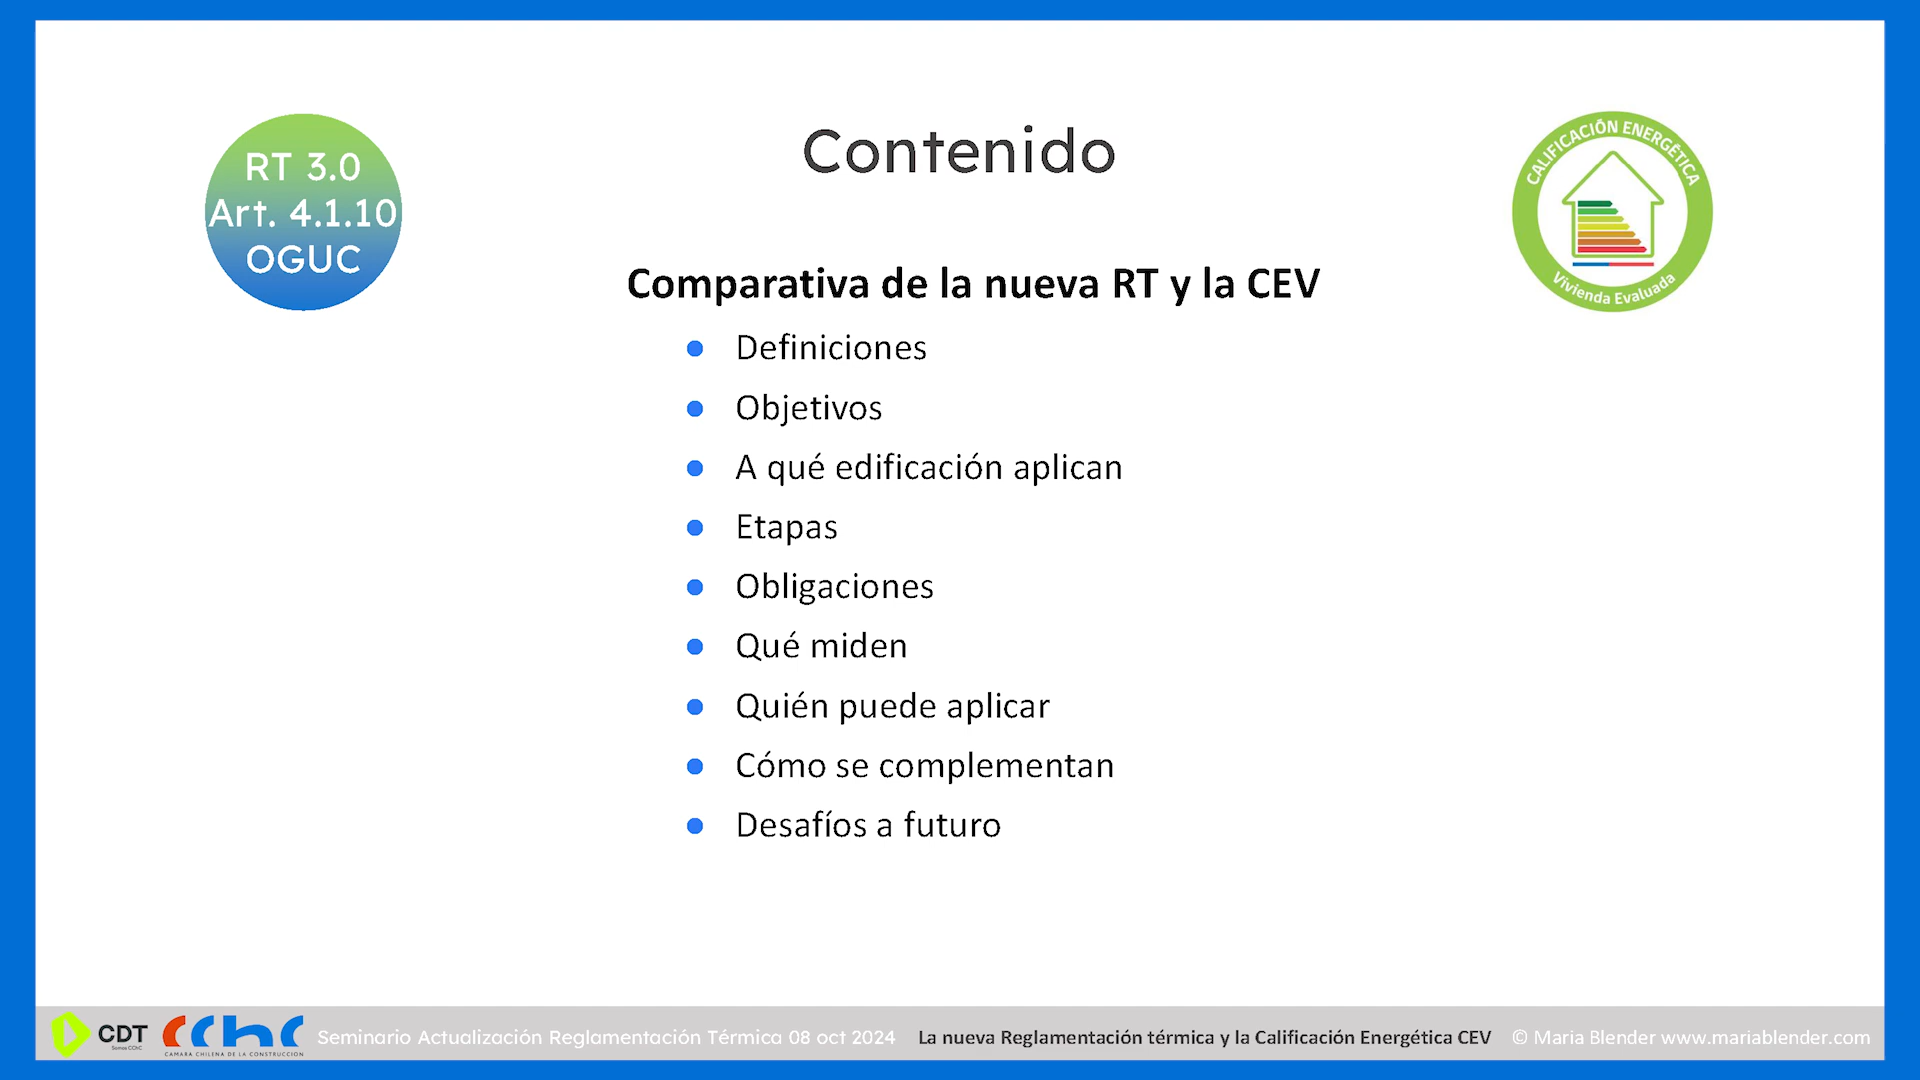 RT 3.0
Art. 4.1.10
OGUC
Contenido
CALIFICACIÓN ENERGÉTICA
Vivienda Evaluada
Comparativa de la nueva RT y la CEV
● Definiciones
● Objetivos
● A qué edificación aplican
● Etapas
● Obligaciones
● Qué miden
● Quién puede aplicar
● Cómo se complementan
● Desafíos a futuro
CDT
Somos CChC
cchc
CAMARA CHILENA DE LA CONSTRUCCION
Seminario Actualización Reglamentación Térmica 08 oct 2024
La nueva Reglamentación térmica y la Calificación Energética CEV
© Maria Blender www.mariablender.com